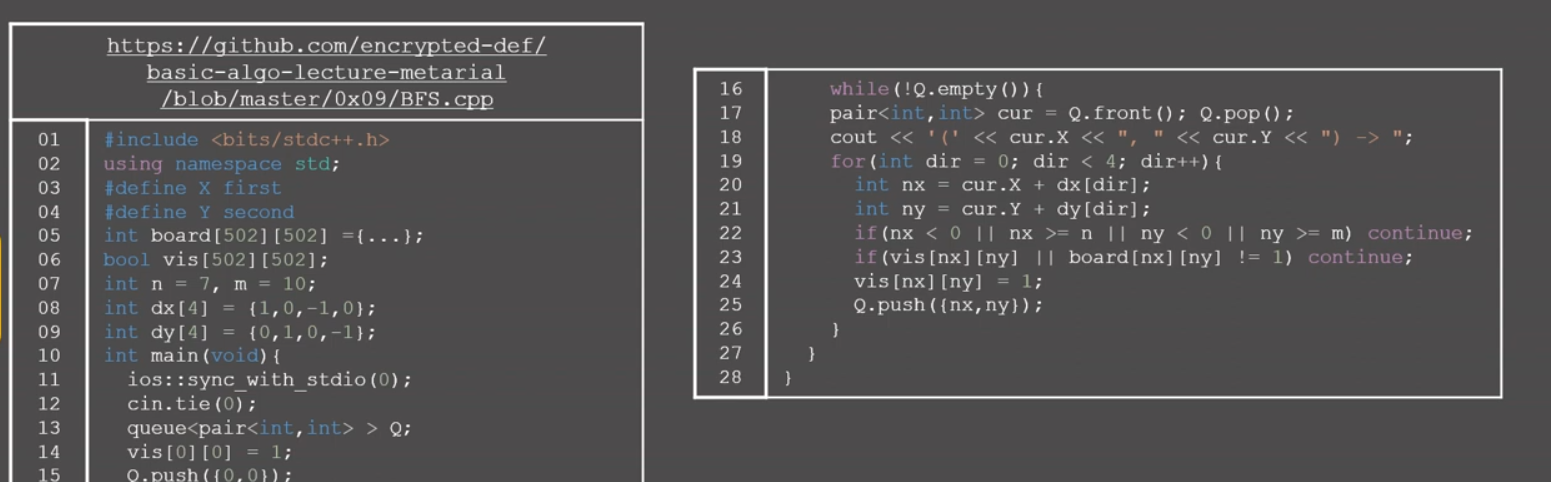 https://github.com/encrypted-def/
basic-algo-lecture-metarial
/blob/master/0x09/BFS.cpp
01 #include <bits/stdc++.h>
02 using namespace std;
03 #define X first
04 #define Y second
05 int board[502][502] ={...};
06 bool vis[502][502];
07 int n = 7, m = 10;
08 int dx[4] = {1,0,-1,0};
09 int dy[4] = {0,1,0,-1};
10 int main(void){
11 ios::sync_with_stdio(0);
12 cin.tie(0);
13 queue<pair<int,int> > Q;
14 vis[0][0] = 1;
15 Q.push({0,0});
16 while(!Q.empty()){
17 pair<int,int> cur = Q.front(); Q.pop();
18 cout << '(' << cur.X << ", " << cur.Y << ") -> ";
19 for(int dir = 0; dir < 4; dir++){
20 int nx = cur.X + dx[dir];
21 int ny = cur.Y + dy[dir];
22 if(nx < 0 || nx >= n || ny < 0 || ny >= m) continue;
23 if(vis[nx][ny] || board[nx][ny] != 1) continue;
24 vis[nx][ny] = 1;
25 Q.push({nx,ny});
26 }
27 }
28 }